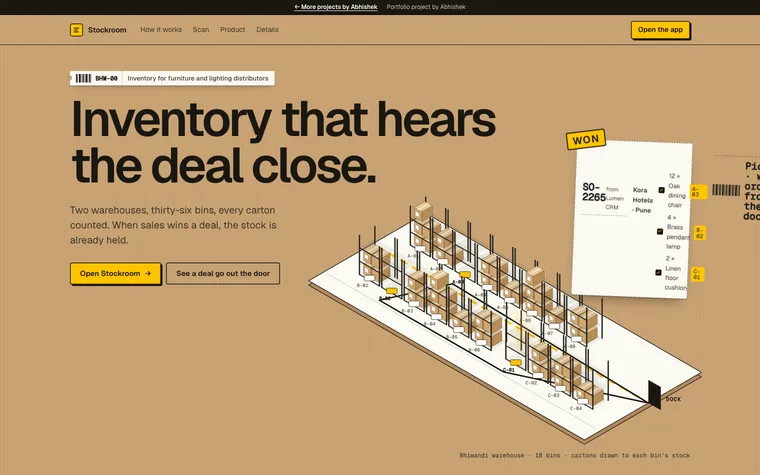 ← More projects by Abhishek Portfolio project by Abhishek
Stockroom How it works Scan Product Details Open the app
BHW-00 Inventory for furniture and lighting distributors
Inventory that hears
the deal close.
Two warehouses, thirty-six bins, every carton
counted. When sales wins a deal, the stock is
already held.
Open Stockroom → See a deal go out the door
WON
SO-
2265
from
Lumen
CRM
Kora
Hotels
· Pune
12 ×
Oak
dining
chair
A-
03
4 ×
Brass
pendant
lamp
B-
02
2 ×
Linen
floor
cushion
C-
01
B-01
B-02
B-03
B-04
B-05
B-06
C-01
C-02
C-03
C-04
DOCK
Bhiwandi warehouse · 18 bins · cartons drawn to each bin's stock